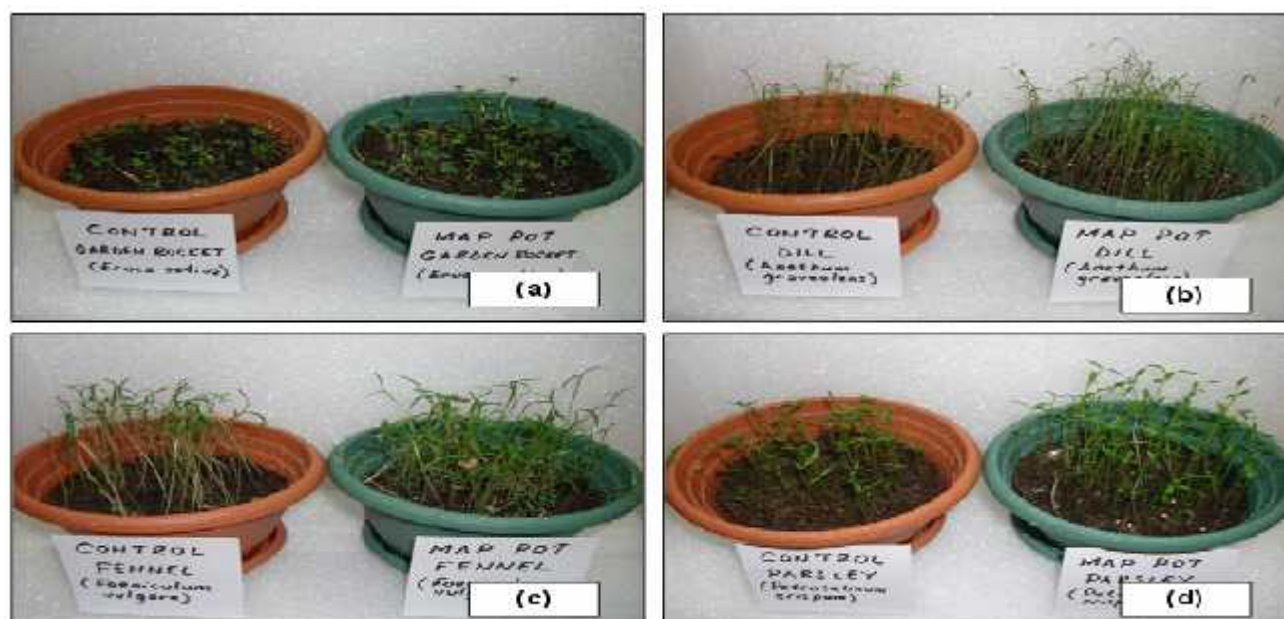 CONTROL
GARDEN ROCKET
(Eruca sativa)
MAP POT
GARDEN ROCKET
(a)
CONTROL
DILL
(Anethum
graveolens)
MAP POT
DILL
(Anethum
(b)
CONTROL
FENNEL
(Foeniculum
vulgare)
MAP POT
FENNEL
(c)
CONTROL
PARSLEY
crispum)
MAP POT
PARSLEY
(d)